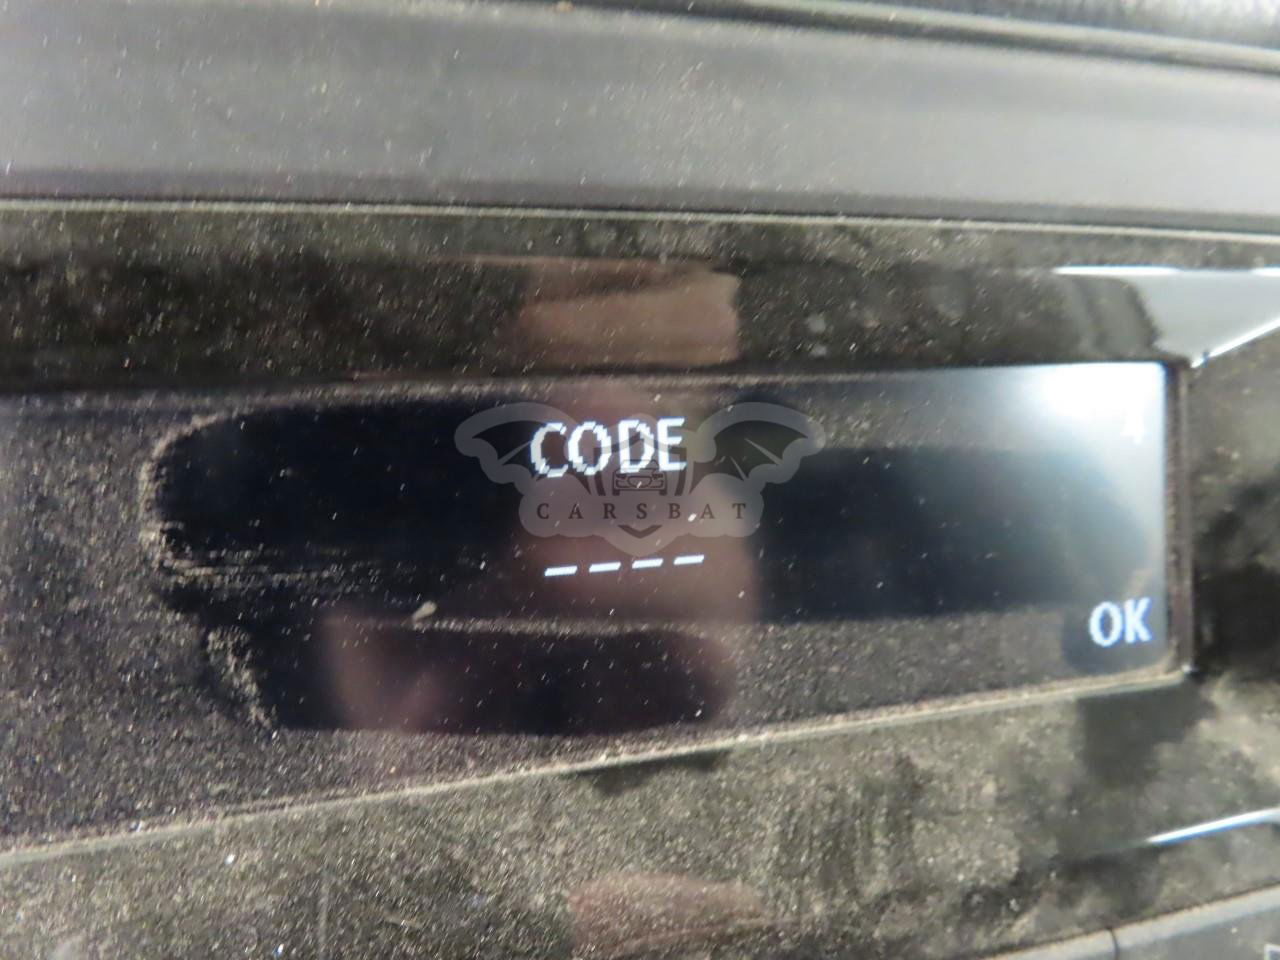 CODE
CARSBAT
- - - -
OK